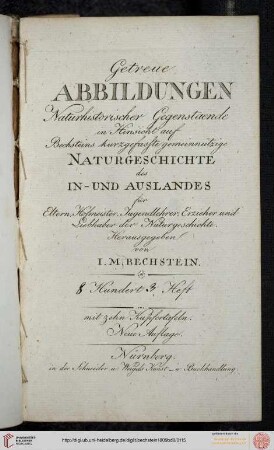 Getreue
ABBILDUNGEN
Naturhistorischer Gegenstaende
in Hinsicht auf
Bechsteins kurzgefasste gemeinnützige
NATURGESCHICHTE
des
IN- UND AUSLANDES
für
Eltern, Hofmeister, Jugendlehrer, Erzieher und
Liebhaber der Naturgeschichte.
Herausgegeben
von
I. M. BECHSTEIN.
8 Hundert 3 Heft
mit zehn Kupfertafeln.
Neue Auflage.
Nürnberg.
in der Schneider u. Weigels Kunst- u Buchhandlung.